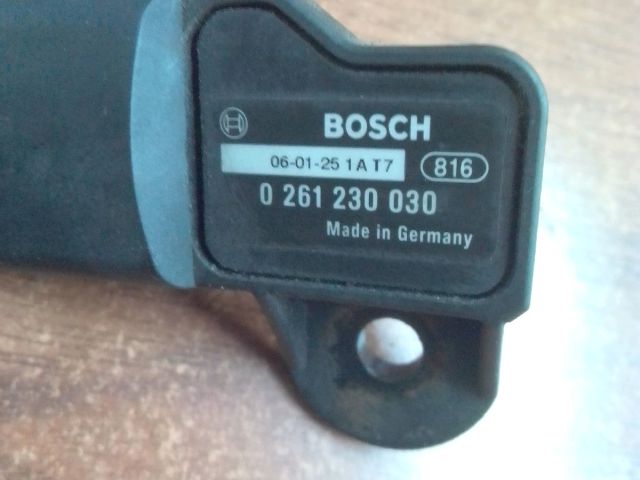 BOSCH
06-01-25 1 A T7 816
0 261 230 030
Made in Germany